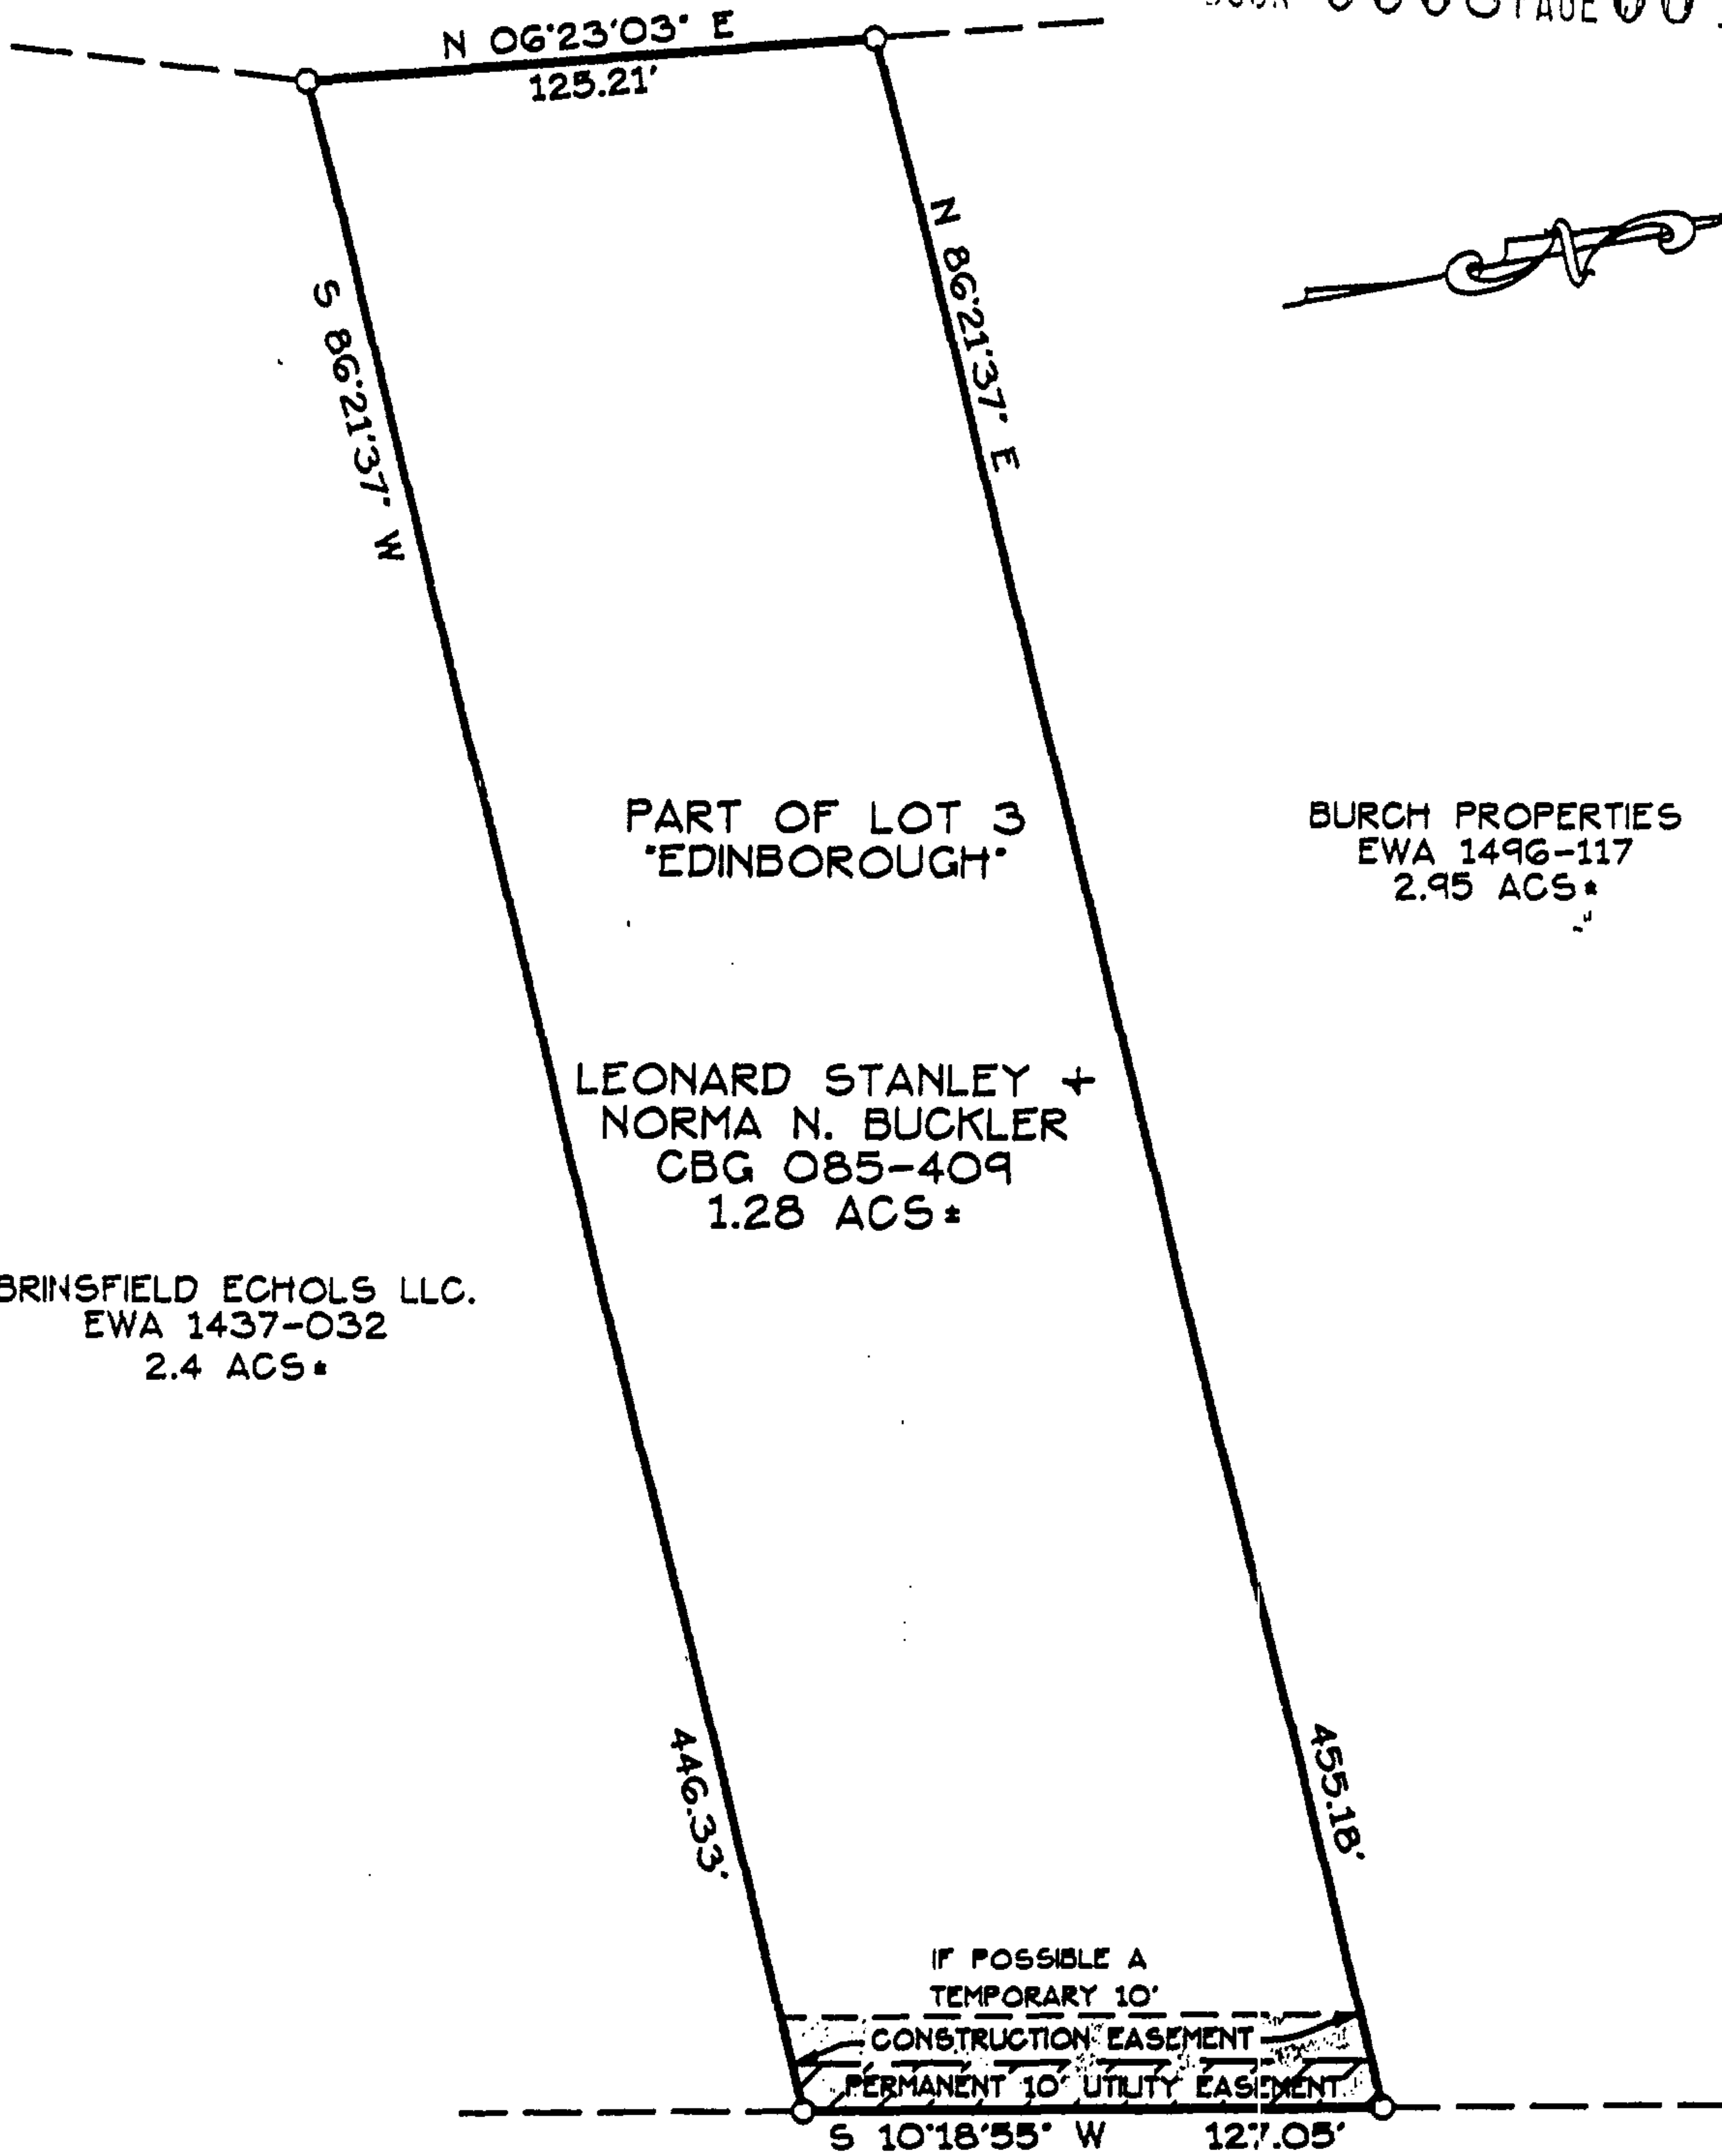 N 06°23'03" E
125.21'
S 86°21'37" W
N 86°21'37" E
PART OF LOT 3
"EDINBOROUGH"
BURCH PROPERTIES
EWA 1496-117
2.95 ACS±
LEONARD STANLEY +
NORMA N. BUCKLER
CBG 085-409
1.28 ACS±
BRINSFIELD ECHOLS LLC.
EWA 1437-032
2.4 ACS±
446.33'
455.18'
IF POSSIBLE A
TEMPORARY 10'
CONSTRUCTION EASEMENT
PERMANENT 10' UTILITY EASEMENT
S 10°18'55" W 127.05'